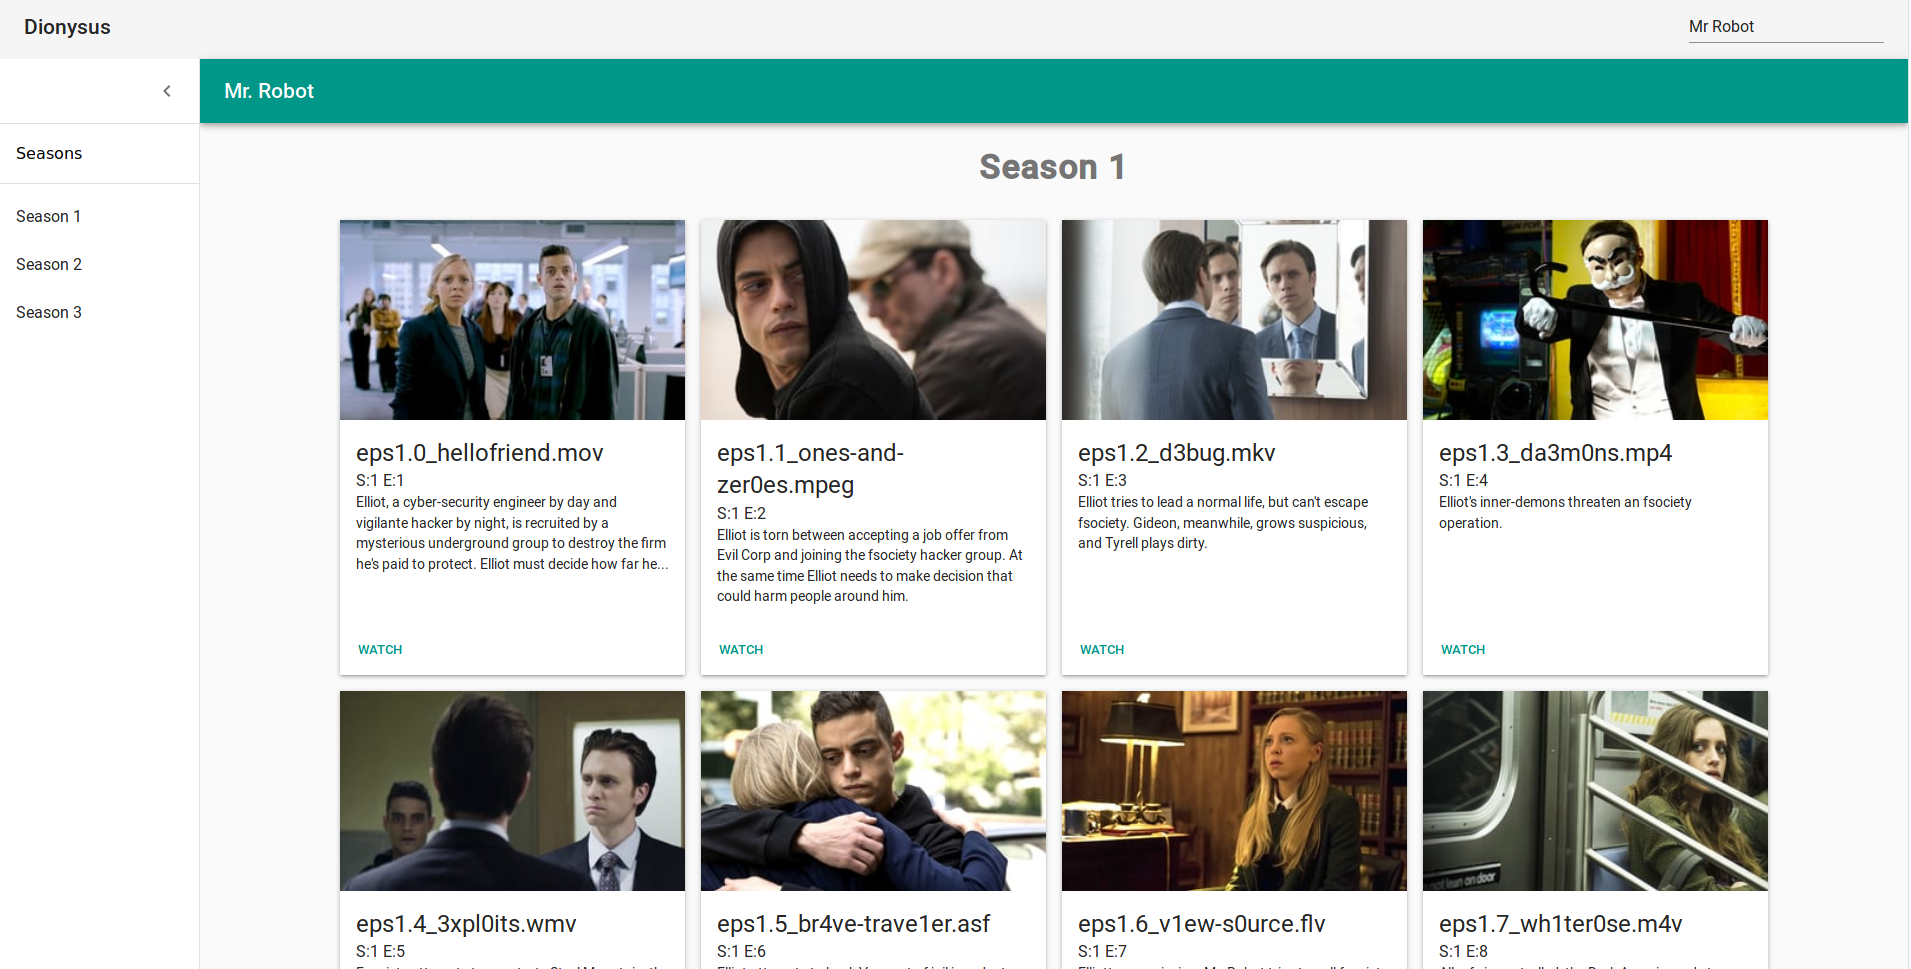 Dionysus
Mr Robot
Mr. Robot
Seasons
Season 1
Season 2
Season 3
Season 1
eps1.0_hellofriend.mov
S:1 E:1
Elliot, a cyber-security engineer by day and
vigilante hacker by night, is recruited by a
mysterious underground group to destroy the firm
he's paid to protect. Elliot must decide how far he...
WATCH
eps1.1_ones-and-
zer0es.mpeg
S:1 E:2
Elliot is torn between accepting a job offer from
Evil Corp and joining the fsociety hacker group. At
the same time Elliot needs to make decision that
could harm people around him.
WATCH
eps1.2_d3bug.mkv
S:1 E:3
Elliot tries to lead a normal life, but can't escape
fsociety. Gideon, meanwhile, grows suspicious,
and Tyrell plays dirty.
WATCH
eps1.3_da3m0ns.mp4
S:1 E:4
Elliot's inner-demons threaten an fsociety
operation.
WATCH
eps1.4_3xpl0its.wmv
S:1 E:5
eps1.5_br4ve-trave1er.asf
S:1 E:6
eps1.6_v1ew-s0urce.flv
S:1 E:7
not lean on door
eps1.7_wh1ter0se.m4v
S:1 E:8